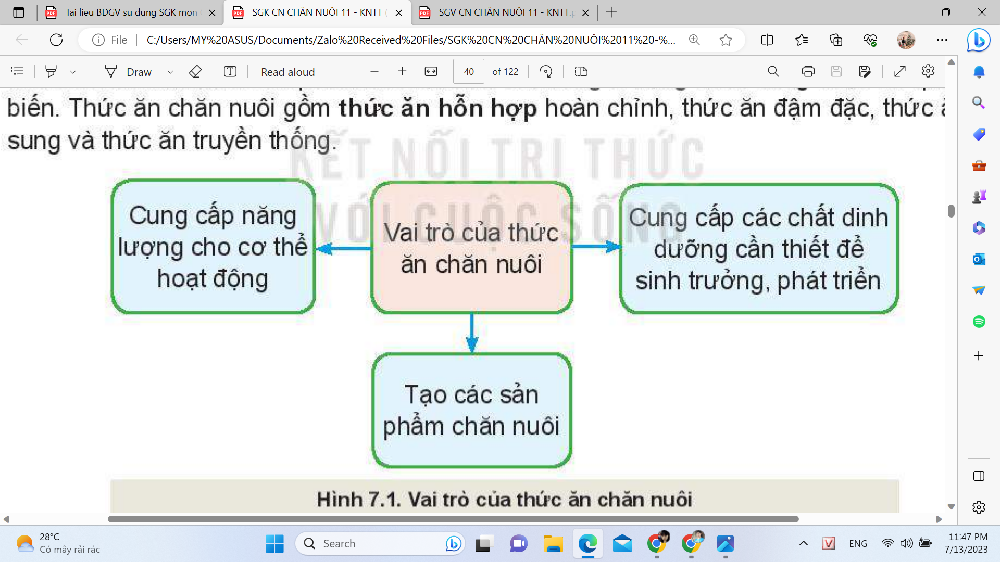 Tai lieu BDGV su dung SGK mon
SGK CN CHĂN NUÔI 11 - KNTT (
SGV CN CHĂN NUÔI 11 - KNTT.p
File
C:/Users/MY%20ASUS/Documents/Zalo%20Received%20Files/SGK%20CN%20CHĂN%20NUÔI%2011%20-%...
Draw
Read aloud
40
of 122
biến. Thức ăn chăn nuôi gồm thức ăn hỗn hợp hoàn chỉnh, thức ăn đậm đặc, thức
sung và thức ăn truyền thống.
KẾT NỐI TRI THỨC
VỚI CUỘC SỐNG
Cung cấp năng
lượng cho cơ thể
hoạt động
Vai trò của thức
ăn chăn nuôi
Cung cấp các chất dinh
dưỡng cần thiết để
sinh trưởng, phát triển
Tạo các sản
phẩm chăn nuôi
Hình 7.1. Vai trò của thức ăn chăn nuôi
28°C
Có mây rải rác
Search
ENG
11:47 PM
7/13/2023